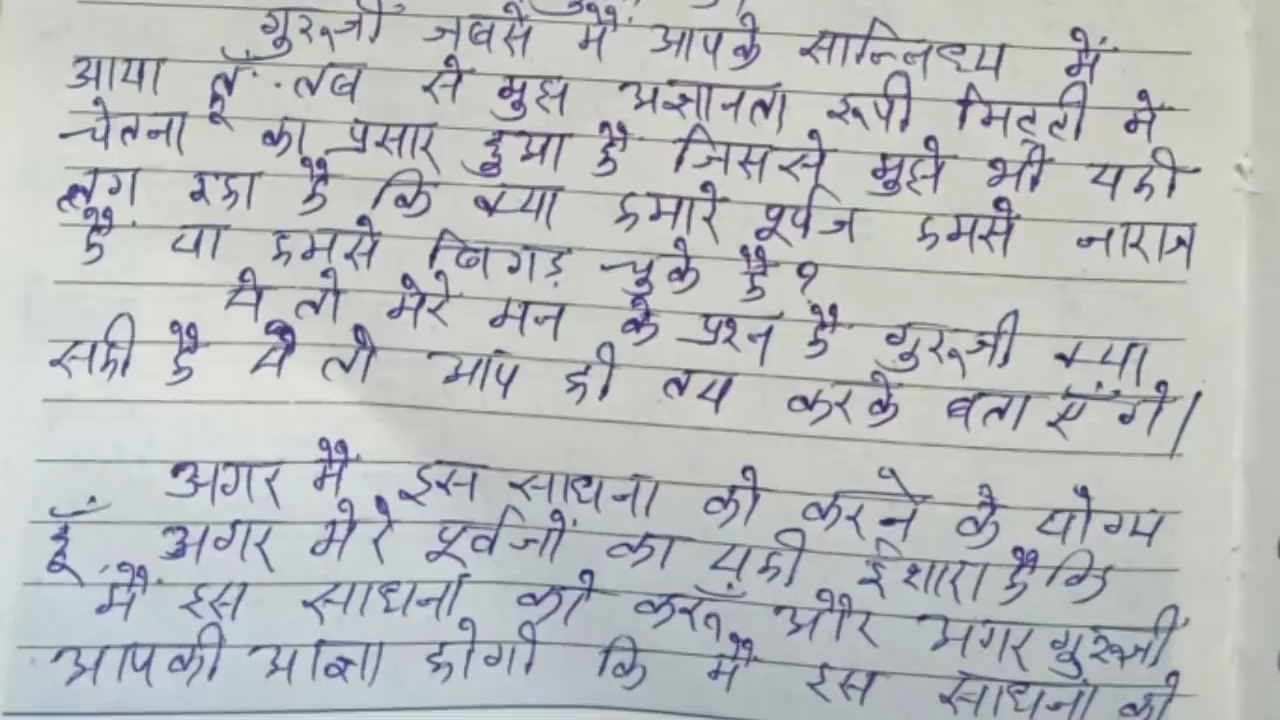 गुरुजी जबसे मैं आपके सान्निध्य में
आया हूँ. तब से मुझ अज्ञानता रूपी मिट्टी में
चेतना का प्रसार हुआ है जिससे मुझे भी यही
लग रहा है कि क्या हमारे पूर्वज हमसे नाराज
है या हमसे बिगड़ चुके है?
ये तो मेरे मन के प्रश्न है गुरुजी क्या
सही है ये तो आप ही तय करके बताएंगे।
अगर मैं इस साधना को करने के योग्य
हूँ अगर मेरे पूर्वजों का यही ईशारा है कि
मैं इस साधना को करूँ और अगर गुरुजी
आपकी आज्ञा होगी कि मैं इस साधना को